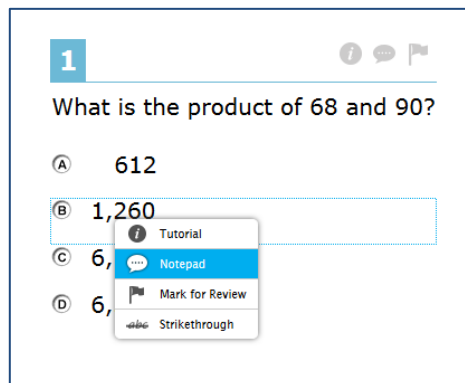 1
What is the product of 68 and 90?
A 612
B 1,260
Tutorial
C 6,
Notepad
Mark for Review
D 6,
abc Strikethrough